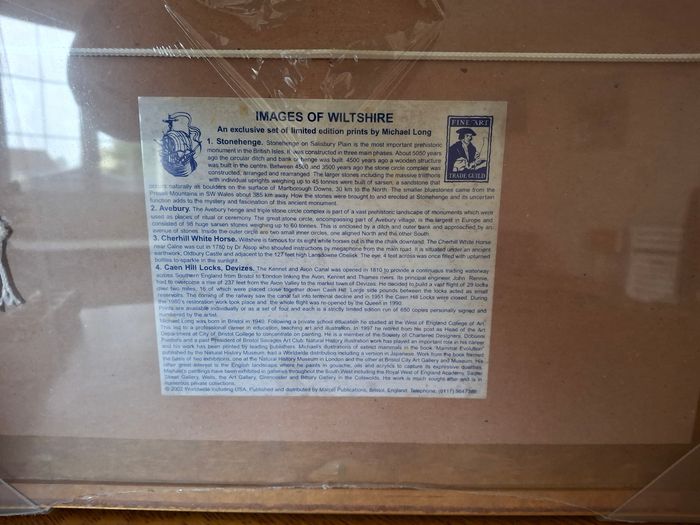 IMAGES OF WILTSHIRE
An exclusive set of limited edition prints by Michael Long
FINE ART
TRADE GUILD
1. Stonehenge. Stonehenge on Salisbury Plain is the most important prehistoric
monument in the British Isles. It was constructed in three main phases. About 5050 years
ago the circular ditch and bank or henge was built. 4500 years ago a wooden structure
was built in the centre. Between 4500 and 3500 years ago the stone circle complex was
constructed, arranged and rearranged. The larger stones including the massive trilithons
with individual uprights weighing up to 45 tonnes were built of sarsen, a sandstone that
occurs naturally as boulders on the surface of Marlborough Downs, 30 km to the North. The smaller bluestones came from the
Preseli Mountains in SW Wales about 385 km away. How the stones were brought to and erected at Stonehenge and its uncertain
function adds to the mystery and fascination of this ancient monument.
2. Avebury. The Avebury henge and triple stone circle complex is part of a vast prehistoric landscape of monuments which were
used as places of ritual or ceremony. The great stone circle, encompassing part of Avebury village, is the largest in Europe and
consisted of 98 huge sarsen stones weighing up to 60 tonnes. This is enclosed by a ditch and outer bank and approached by an
avenue of stones. Inside the outer circle are two small inner circles, one aligned North and the other South.
3. Cherhill White Horse. Wiltshire is famous for its eight white horses cut in the chalk downland. The Cherhill White Horse
near Calne was cut in 1780 by Dr Alsop who shouted instructions by megaphone from the main road. It is situated under an ancient
earthwork, Oldbury Castle and adjacent to the 127 feet high Lansdowne Obelisk. The eye, 4 feet across was once filled with upturned
bottles to sparkle in the sunlight.
4. Caen Hill Locks, Devizes. The Kennet and Avon Canal was opened in 1810 to provide a continuous trading waterway
across Southern England from Bristol to London linking the Avon, Kennet and Thames rivers. Its principal engineer John Rennie,
had to overcome a rise of 237 feet from the Avon Valley to the market town of Devizes. He decided to build a vast flight of 29 locks
over two miles, 16 of which were placed close together down Caen Hill. Large side pounds between the locks acted as small
reservoirs. The coming of the railway saw the canal fall into terminal decline and in 1951 the Caen Hill Locks were closed. During
the 1980's restoration work took place and the whole flight was re-opened by the Queen in 1990.
Prints are available individually or as a set of four and each is a strictly limited edition run of 650 copies personally signed and
numbered by the artist.
Michael Long was born in Bristol in 1940. Following a private school education he studied at the West of England College of Art.
This led to a professional career in education, teaching art and illustration. In 1997 he retired from his post as Head of the Art
Department at City of Bristol College to concentrate on painting. He is a member of the Society of Chartered Designers,
Painters and a past President of Bristol Savages Art Club. Natural history illustration work has played an important role in his career
and his work has been printed by leading publishers. Michael's illustrations of extinct mammals in the book 'Mammal Evolution'
published by the Natural History Museum, had a Worldwide distribution including a version in Japanese. Work from the book formed
the basis of two exhibitions, one at the Natural History Museum in London and the other at Bristol City Art Gallery and Museum. His
other great interest is the English landscape where he paints in gouache, oils and acrylics to capture its expressive qualities.
Michael's paintings have been exhibited in galleries throughout the South West including the Royal West of England Academy,
Street Gallery, Wells, the Art Gallery, Cirencester and Bibury Gallery in the Cotswolds. His work is much sought after and is in
numerous private collections.
© 2002 Worldwide including USA. Published and distributed by Marcel Publications, Bristol, England. Telephone: (0117)